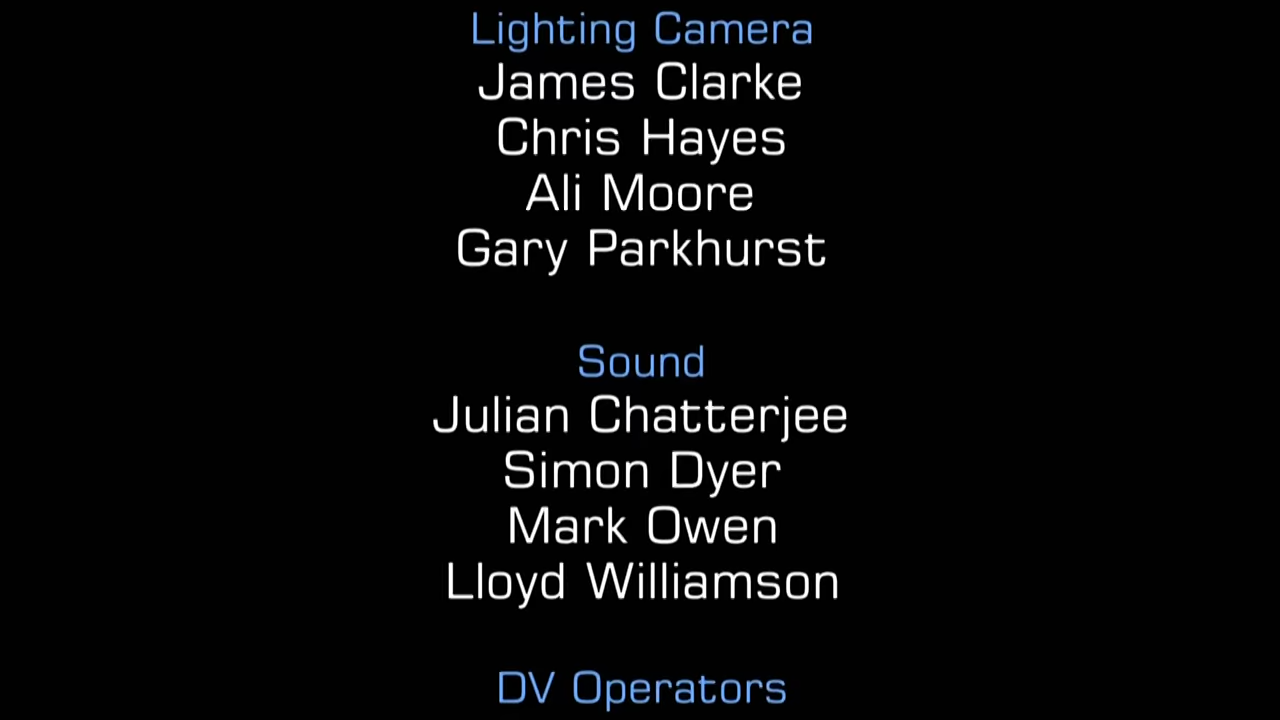 Lighting Camera
James Clarke
Chris Hayes
Ali Moore
Gary Parkhurst
Sound
Julian Chatterjee
Simon Dyer
Mark Owen
Lloyd Williamson
DV Operators